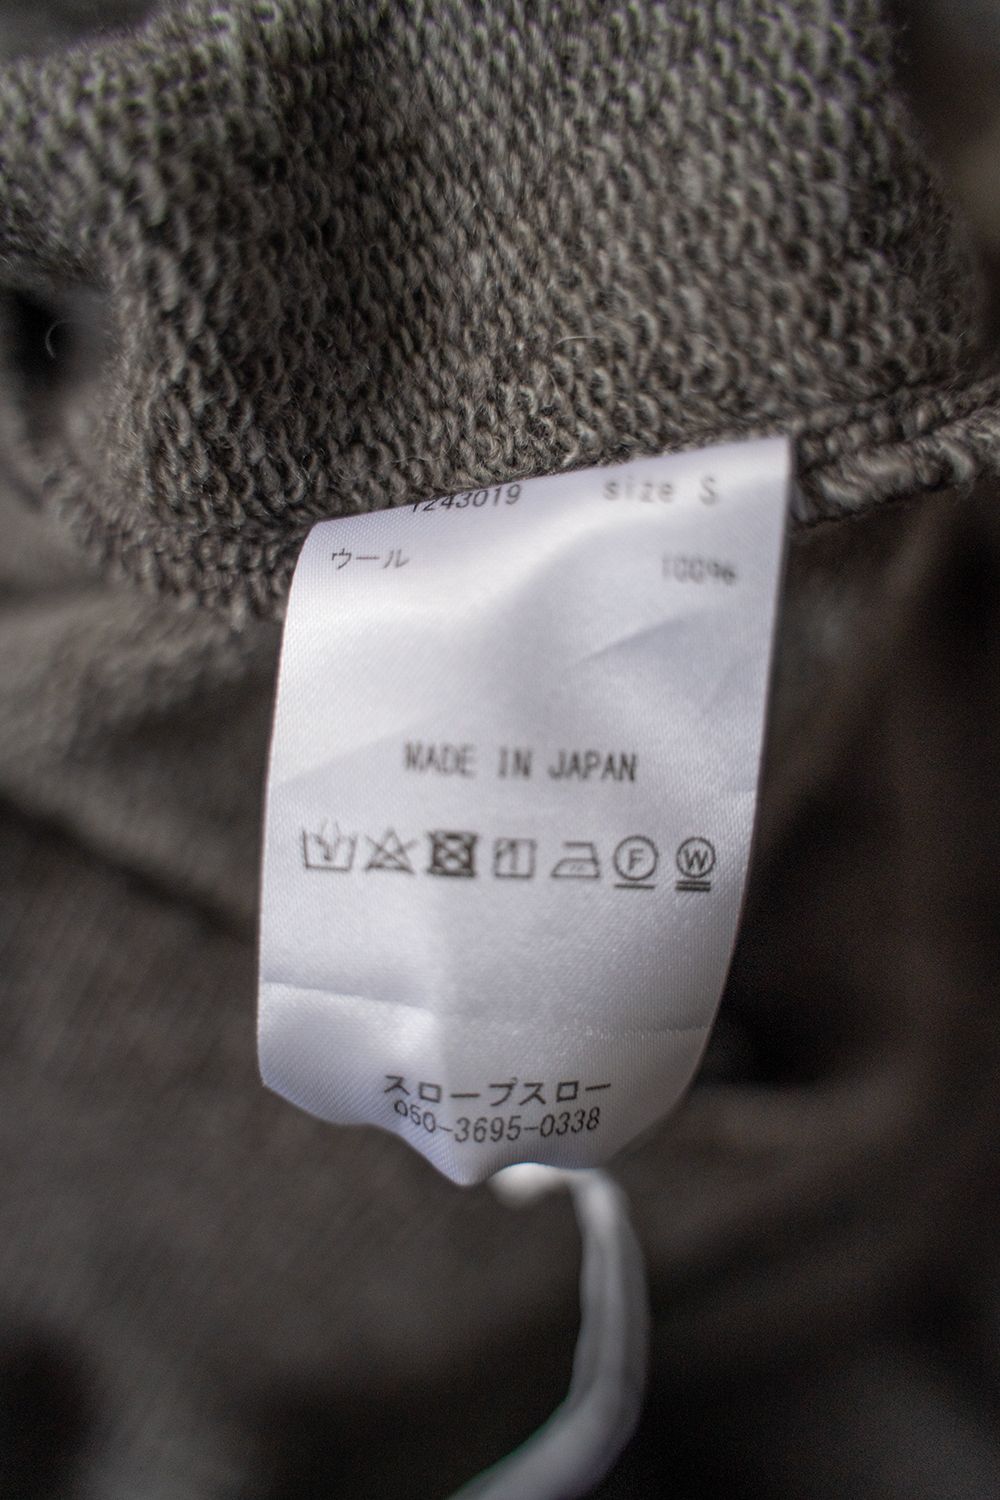 1243019 size S
ウール 100%
MADE IN JAPAN
F W
スロープスロー
050-3695-0338